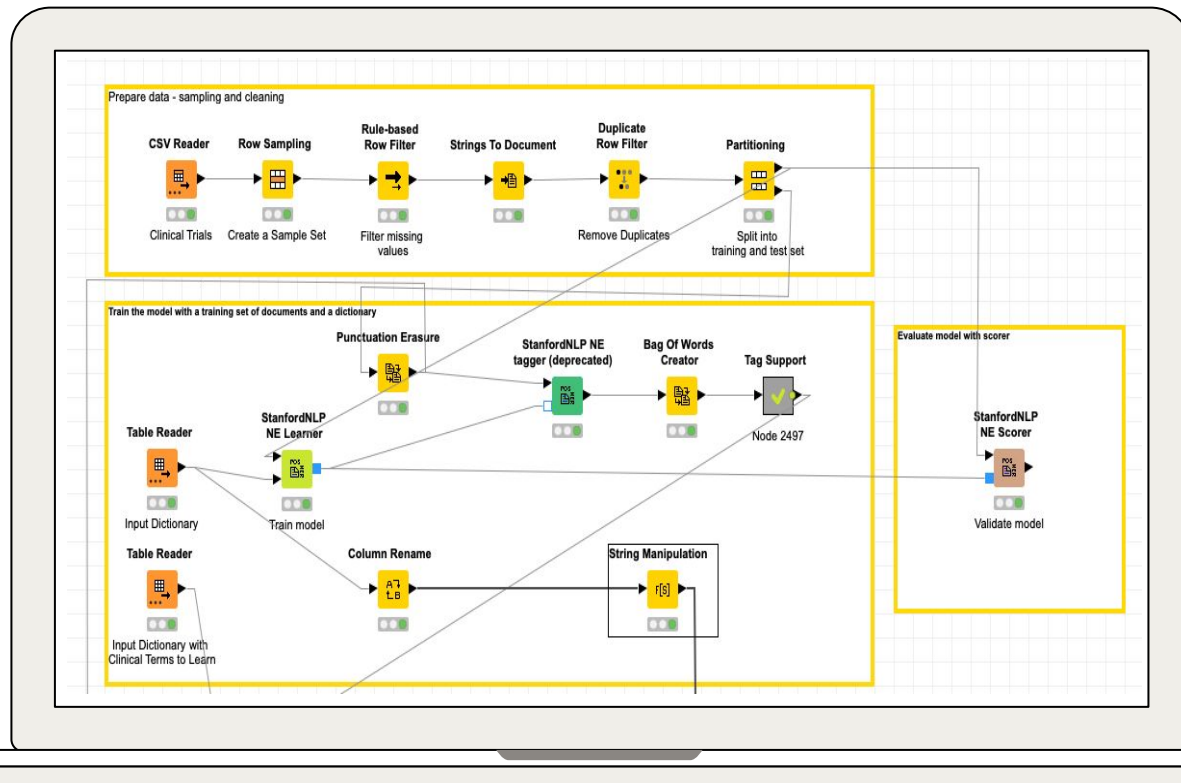 Prepare data - sampling and cleaning
CSV Reader
Row Sampling
Rule-based
Row Filter
Strings To Document
Duplicate
Row Filter
Partitioning
Clinical Trials
Create a Sample Set
Filter missing
values
Remove Duplicates
Split into
training and test set
Train the model with a training set of documents and a dictionary
Punctuation Erasure
StanfordNLP NE
tagger (deprecated)
Bag Of Words
Creator
Tag Support
Node 2497
Table Reader
Input Dictionary
StanfordNLP
NE Learner
Train model
Table Reader
Input Dictionary with
Clinical Terms to Learn
Column Rename
String Manipulation
Evaluate model with scorer
StanfordNLP
NE Scorer
Validate model